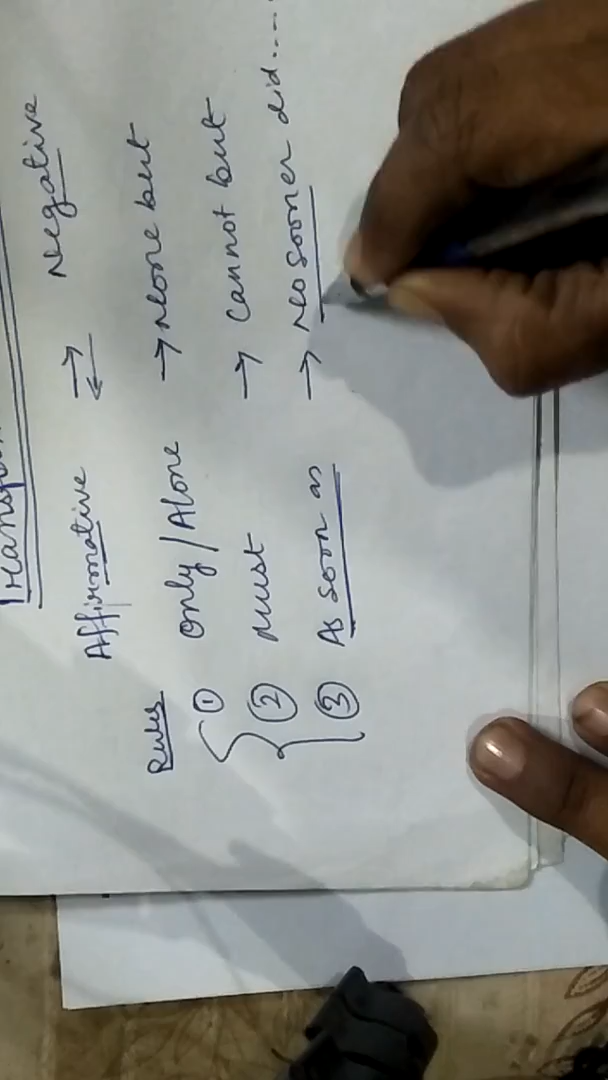 Affirmative ⇄ Negative
Rules
① Only/Alone → None but
② Must → Cannot but
③ As soon as → No sooner did....